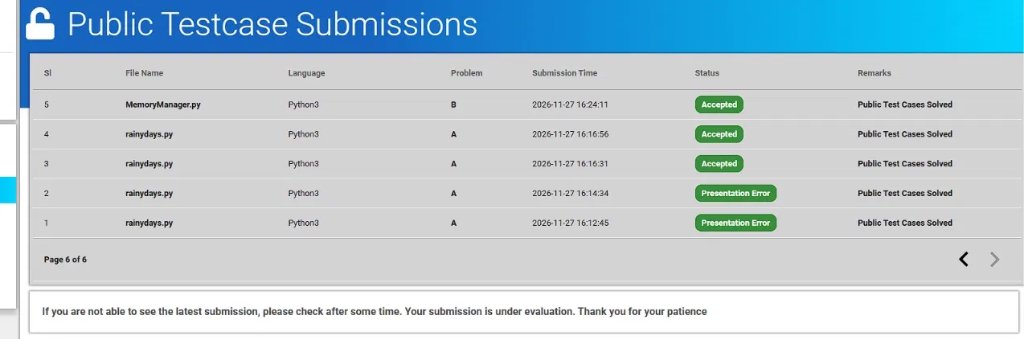 Public Testcase Submissions
Sl File Name Language Problem Submission Time Status Remarks
5 MemoryManager.py Python3 B 2026-11-27 16:24:11 Accepted Public Test Cases Solved
4 rainydays.py Python3 A 2026-11-27 16:16:56 Accepted Public Test Cases Solved
3 rainydays.py Python3 A 2026-11-27 16:16:31 Accepted Public Test Cases Solved
2 rainydays.py Python3 A 2026-11-27 16:14:34 Presentation Error Public Test Cases Solved
1 rainydays.py Python3 A 2026-11-27 16:12:45 Presentation Error Public Test Cases Solved
Page 6 of 6
If you are not able to see the latest submission, please check after some time. Your submission is under evaluation. Thank you for your patience